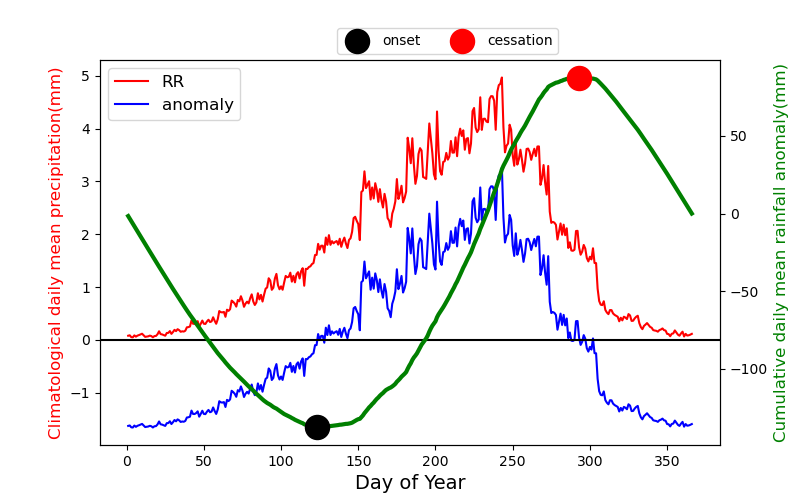 onset
cessation
RR
anomaly
Climatological daily mean precipitation(mm)
5
4
3
2
1
0
−1
50
0
−50
−100
Cumulative daily mean rainfall anomaly(mm)
0 50 100 150 200 250 300 350
Day of Year